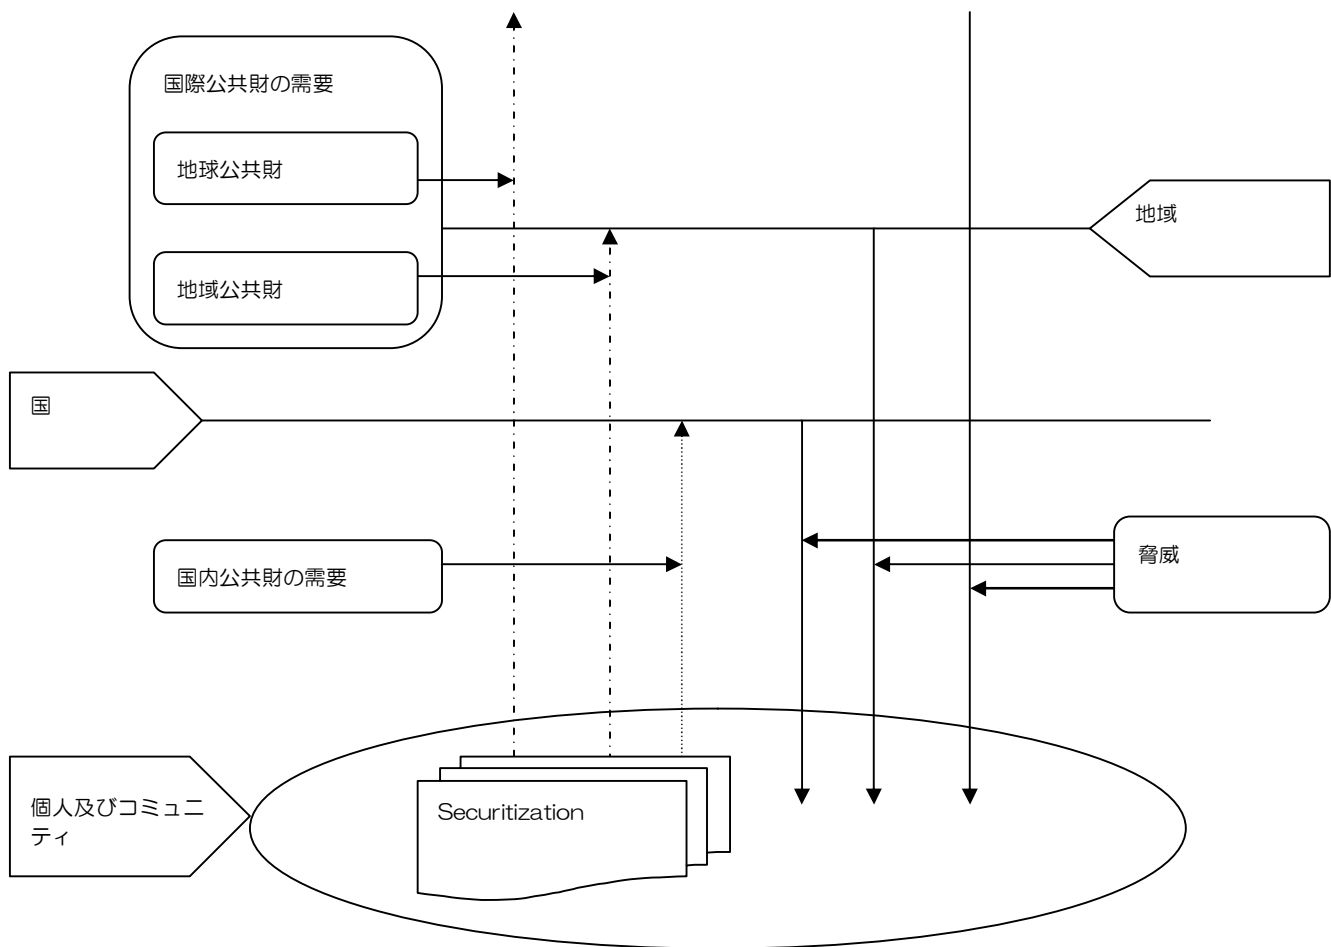 国際公共財の需要
地球公共財
地域
地域公共財
国
脅威
国内公共財の需要
個人及びコミュニ
ティ
Securitization